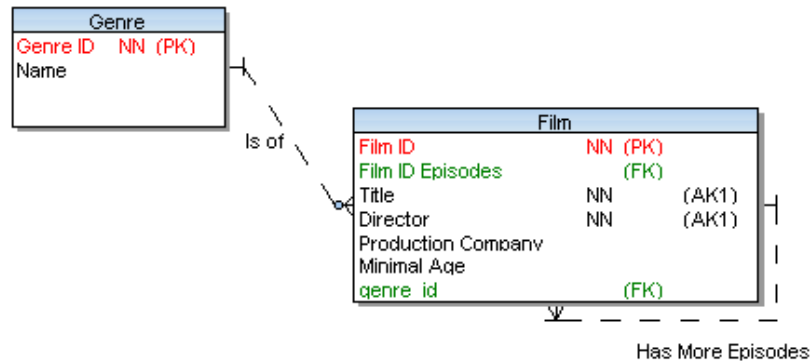 Genre
Genre ID NN (PK)
Name
Is of
Film
Film ID NN (PK)
Film ID Episodes (FK)
Title NN (AK1)
Director NN (AK1)
Production Company
Minimal Age
genre_id (FK)
Has More Episodes